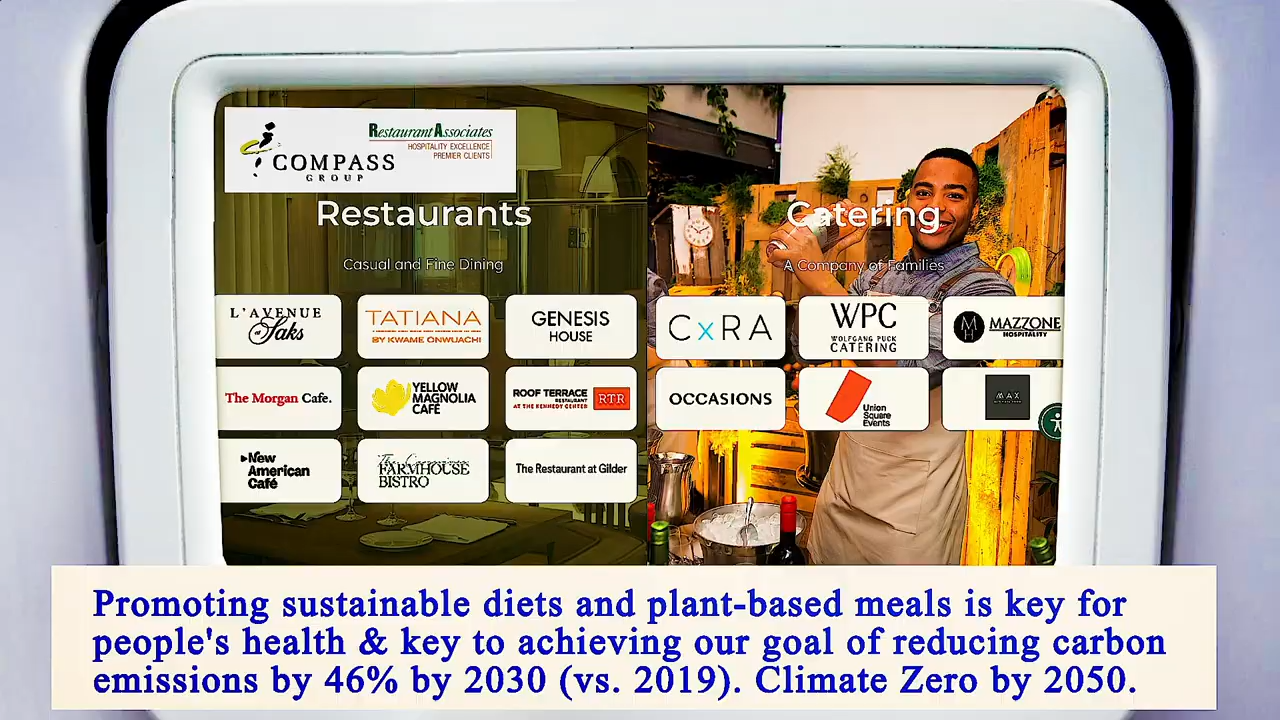 COMPASS
GROUP
RESTAURANT ASSOCIATES
HOSPITALITY EXCELLENCE
PREMIER CLIENTS
Restaurants
Casual and Fine Dining
L'AVENUE
at Saks
TATIANA
BY KWAME ONWUACHI
GENESIS
HOUSE
The Morgan Cafe.
YELLOW
MAGNOLIA
CAFÉ
ROOF TERRACE
RESTAURANT
AT THE KENNEDY CENTER
RTR
New
American
Café
FARMHOUSE
BISTRO
The Restaurant at Gilder
Catering
A Company of Families
CxRA
WPC
WOLFGANG PUCK
CATERING
MH
MAZZONE
HOSPITALITY
OCCASIONS
Union
Square
Events
MAX
Promoting sustainable diets and plant-based meals is key for
people's health & key to achieving our goal of reducing carbon
emissions by 46% by 2030 (vs. 2019). Climate Zero by 2050.